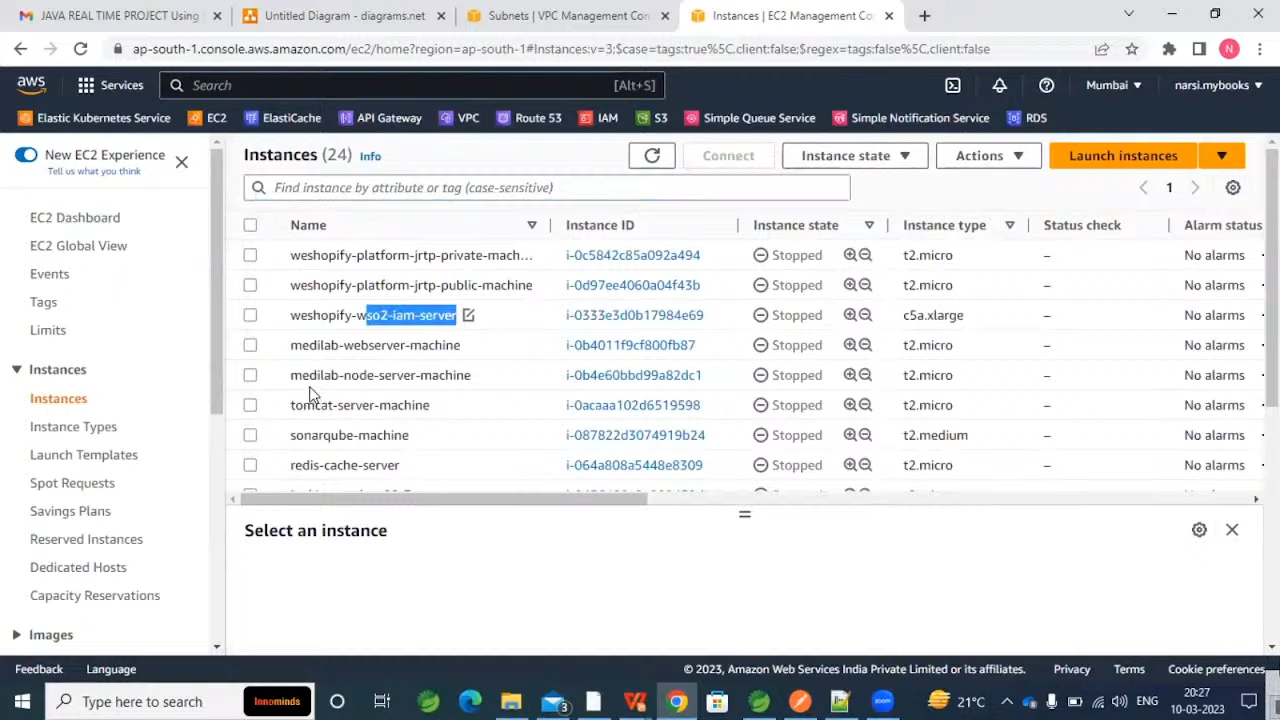 JAVA REAL TIME PROJECT Using
Untitled Diagram - diagrams.net
Subnets | VPC Management Con
Instances | EC2 Management Con
ap-south-1.console.aws.amazon.com/ec2/home?region=ap-south-1#Instances:v=3;$case=tags:true%5C,client:false;$regex=tags:false%5C,client:false
N
aws
Services
Search
[Alt+S]
Mumbai
narsi.mybooks
Elastic Kubernetes Service
EC2
ElastiCache
API Gateway
VPC
Route 53
IAM
S3
Simple Queue Service
Simple Notification Service
RDS
New EC2 Experience
Tell us what you think
EC2 Dashboard
EC2 Global View
Events
Tags
Limits
Instances
Instances
Instance Types
Launch Templates
Spot Requests
Savings Plans
Reserved Instances
Dedicated Hosts
Capacity Reservations
Images
Instances (24) Info
Connect
Instance state
Actions
Launch instances
Find instance by attribute or tag (case-sensitive)
1
Name Instance ID Instance state Instance type Status check Alarm status
weshopify-platform-jrtp-private-mach... i-0c5842c85a092a494 Stopped t2.micro – No alarms
weshopify-platform-jrtp-public-machine i-0d97ee4060a04f43b Stopped t2.micro – No alarms
weshopify-wso2-iam-server i-0333e3d0b17984e69 Stopped c5a.xlarge – No alarms
medilab-webserver-machine i-0b4011f9cf800fb87 Stopped t2.micro – No alarms
medilab-node-server-machine i-0b4e60bbd99a82dc1 Stopped t2.micro – No alarms
tomcat-server-machine i-0acaaa102d6519598 Stopped t2.micro – No alarms
sonarqube-machine i-087822d3074919b24 Stopped t2.medium – No alarms
redis-cache-server i-064a808a5448e8309 Stopped t2.micro – No alarms
Select an instance
Feedback
Language
© 2023, Amazon Web Services India Private Limited or its affiliates.
Privacy
Terms
Cookie preferences
Type here to search
Innominds
3
21°C
ENG
20:27
10-03-2023